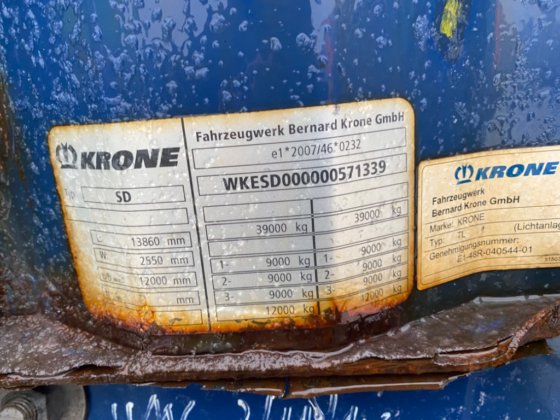 KRONE
SD
L: 13860 mm
W: 2550 mm
12000 mm
mm
Fahrzeugwerk Bernard Krone GmbH
e1*2007/46*0232
WKESD000000571339
39000 kg 39000 kg
1- 9000 kg 1- 9000 kg
2- 9000 kg 2- 9000 kg
3- 9000 kg 3- 9000 kg
12000 kg 12000 kg
KRONE
Fahrzeugwerk
Bernard Krone GmbH
Marke: KRONE
Typ: ZL (Lichtanlag
Genehmigungsnummer:
E1-48R-040544-01